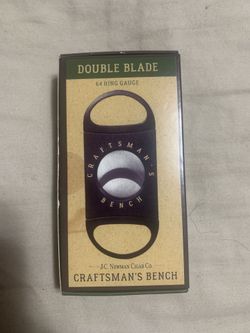 DOUBLE BLADE
64 RING GAUGE
CRAFTSMAN'S
BENCH
J.C. NEWMAN CIGAR CO
CRAFTSMAN'S BENCH